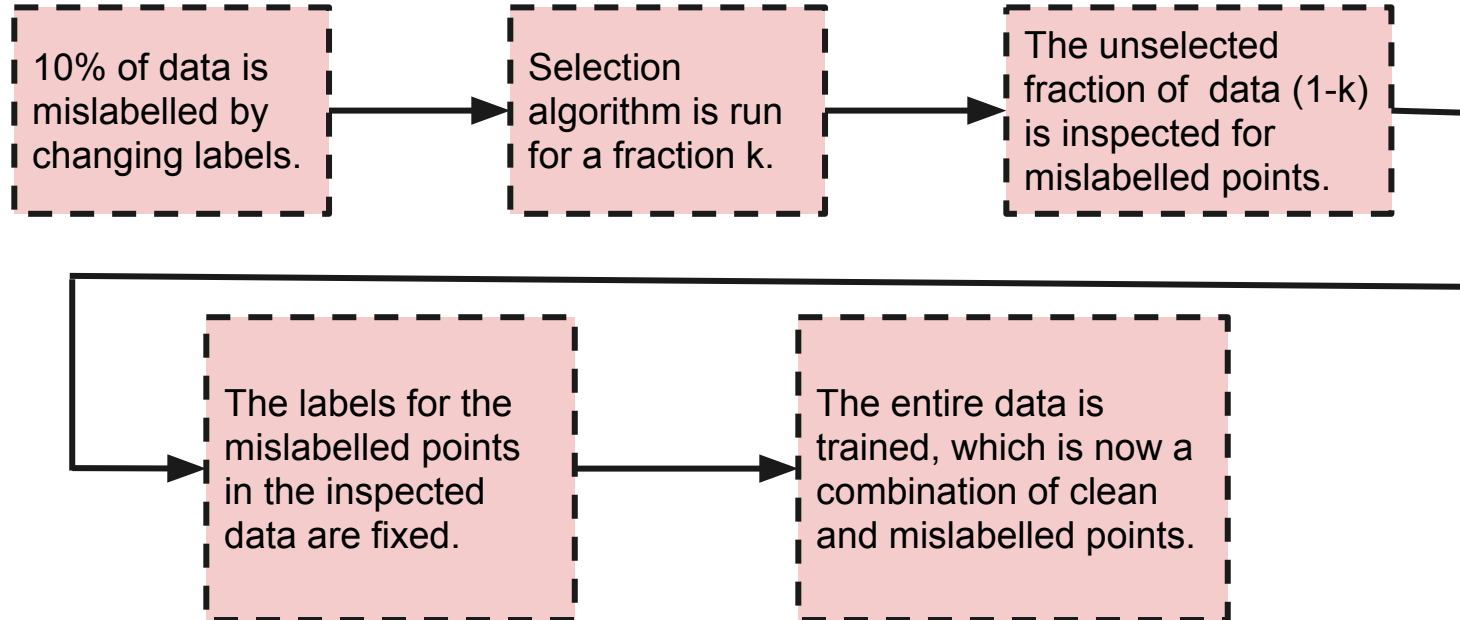 10% of data is
mislabelled by
changing labels.
Selection
algorithm is run
for a fraction k.
The unselected
fraction of  data (1-k)
is inspected for
mislabelled points.
The labels for the
mislabelled points
in the inspected
data are fixed.
The entire data is
trained, which is now a
combination of clean
and mislabelled points.